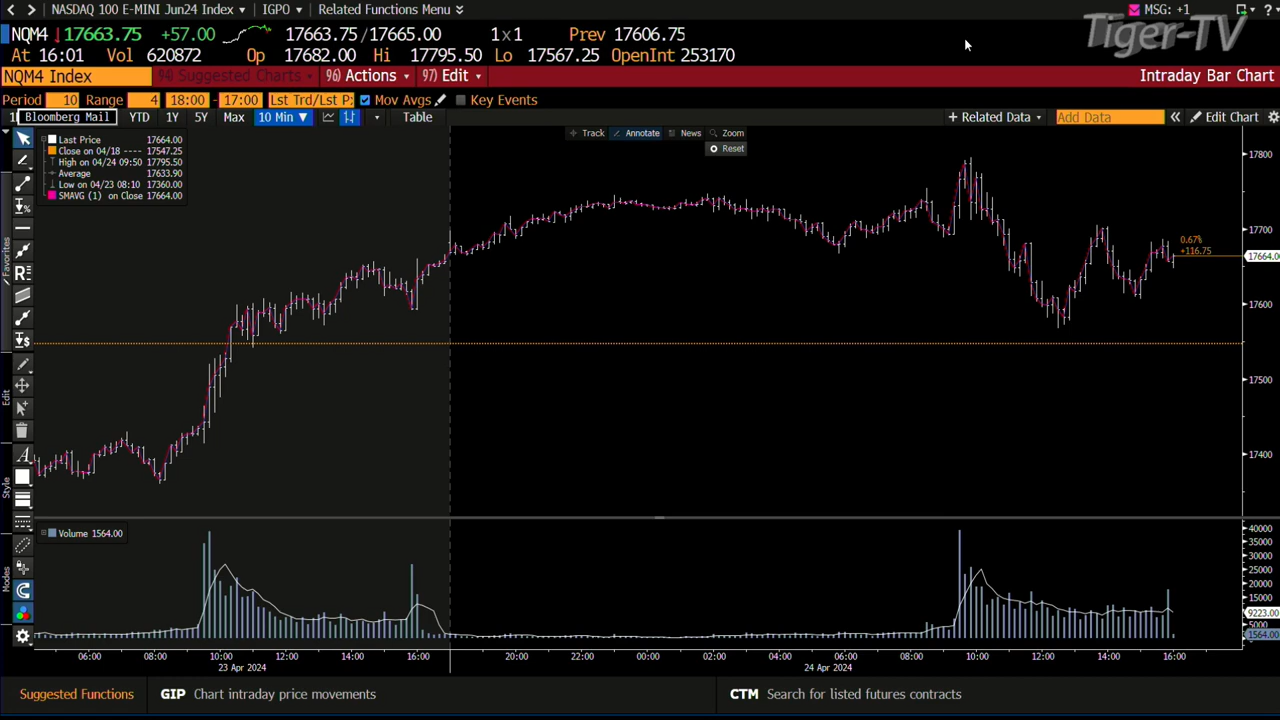 NASDAQ 100 E-MINI Jun24 Index ▾ IGPO ▾ Related Functions Menu MSG: +1 ?
Tiger-TV
NQM4 ↓17663.75 +57.00 17663.75/17665.00 1x1 Prev 17606.75
At 16:01 Vol 620872 Op 17682.00 Hi 17795.50 Lo 17567.25 OpenInt 253170
NQM4 Index 94) Suggested Charts 96) Actions 97) Edit Intraday Bar Chart
Period 10 Range 4 18:00 - 17:00 Lst Trd/Lst P: Mov Avgs Key Events
Bloomberg Mail YTD 1Y 5Y Max 10 Min ▼ Table + Related Data Add Data « Edit Chart
Track Annotate News Zoom
Reset
Last Price 17664.00
Close on 04/18 ---- 17547.25
High on 04/24 09:50 17795.50
Average 17633.90
Low on 04/23 08:10 17360.00
SMAVG (1) on Close 17664.00
17800
17700
0.67%
+116.75
17664.00
17600
17500
17400
Favorites
Edit
Style
Modes
Volume 1564.00
40000
35000
30000
25000
20000
15000
9223.00
5000
1564.00
06:00 08:00 10:00 12:00 14:00 16:00 20:00 22:00 00:00 02:00 04:00 06:00 08:00 10:00 12:00 14:00 16:00
23 Apr 2024 24 Apr 2024
Suggested Functions GIP Chart intraday price movements CTM Search for listed futures contracts